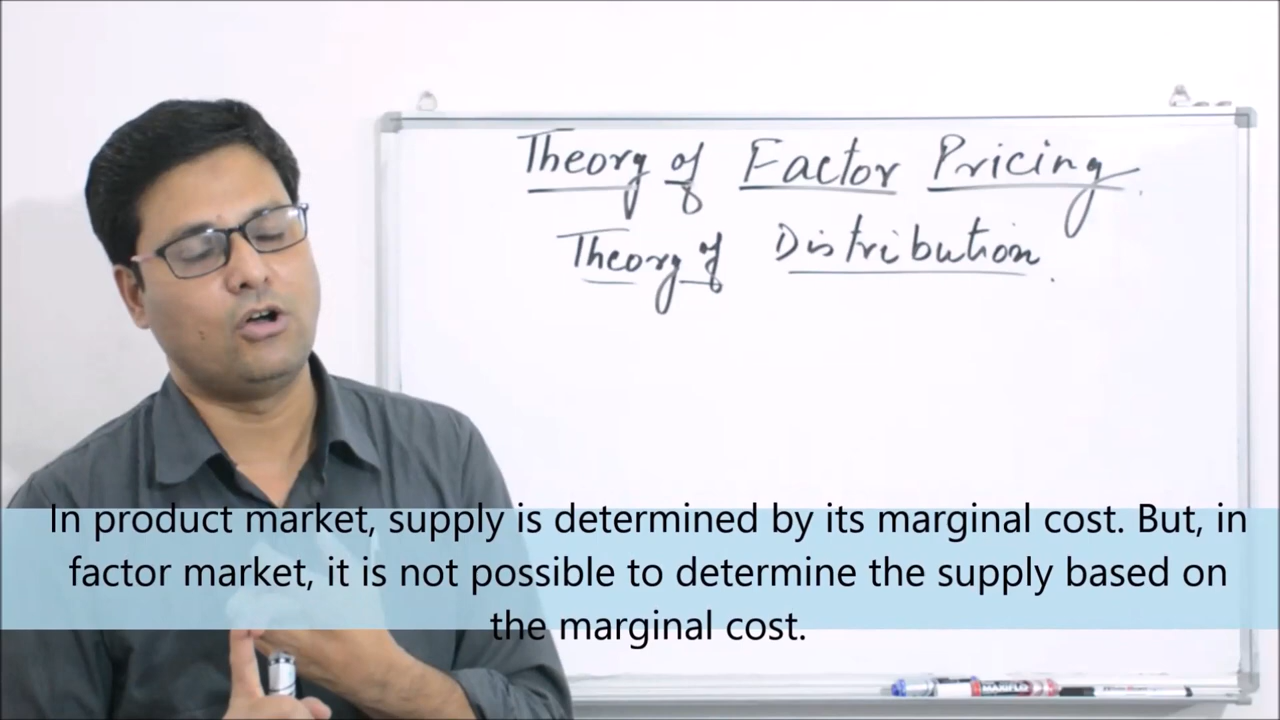 Theory of Factor Pricing.
Theory of Distribution.
In product market, supply is determined by its marginal cost. But, in
factor market, it is not possible to determine the supply based on
the marginal cost.